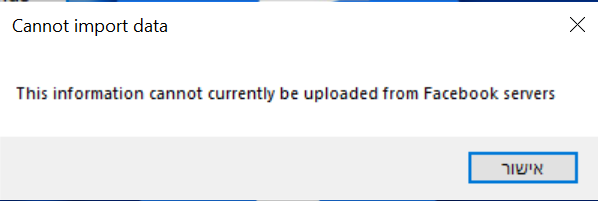 Cannot import data
This information cannot currently be uploaded from Facebook servers
אישור